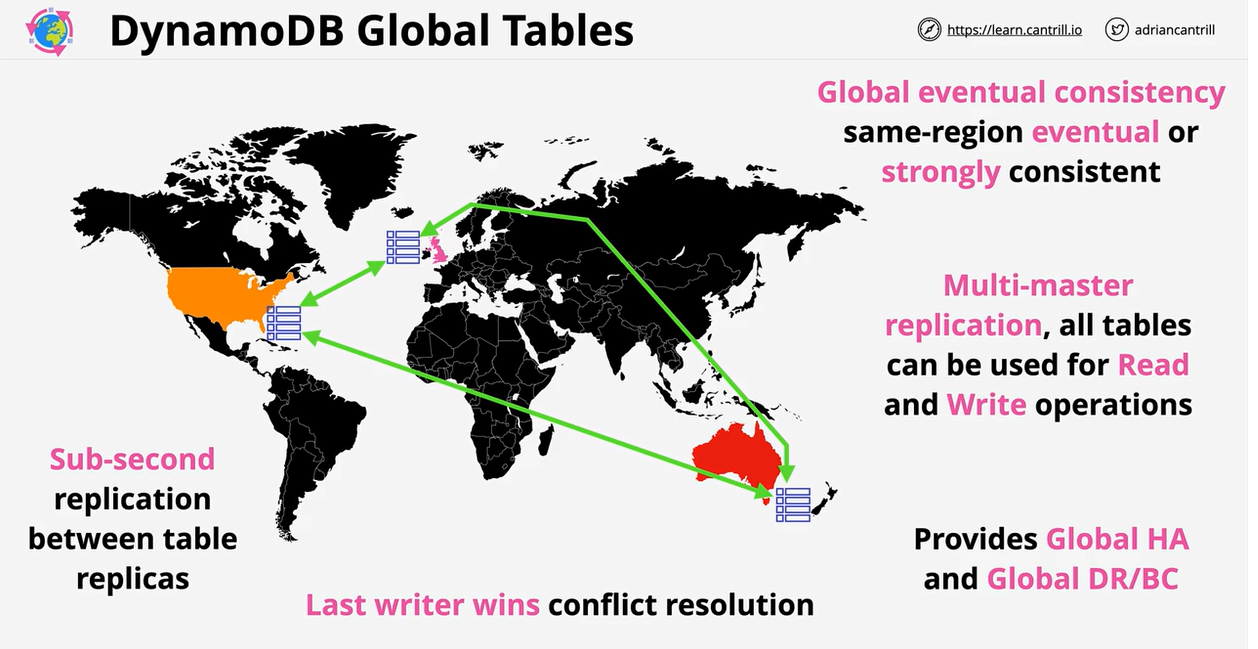 DynamoDB Global Tables
https://learn.cantrill.io
adriancantrill
Global eventual consistency
same-region eventual or
strongly consistent
Multi-master
replication, all tables
can be used for Read
and Write operations
Sub-second
replication
between table
replicas
Provides Global HA
and Global DR/BC
Last writer wins conflict resolution